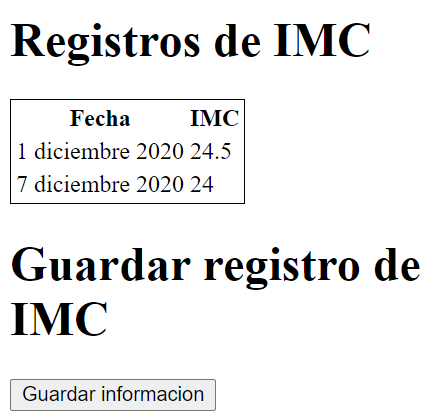 Registros de IMC
Fecha IMC
1 diciembre 2020 24.5
7 diciembre 2020 24
Guardar registro de
IMC
Guardar informacion